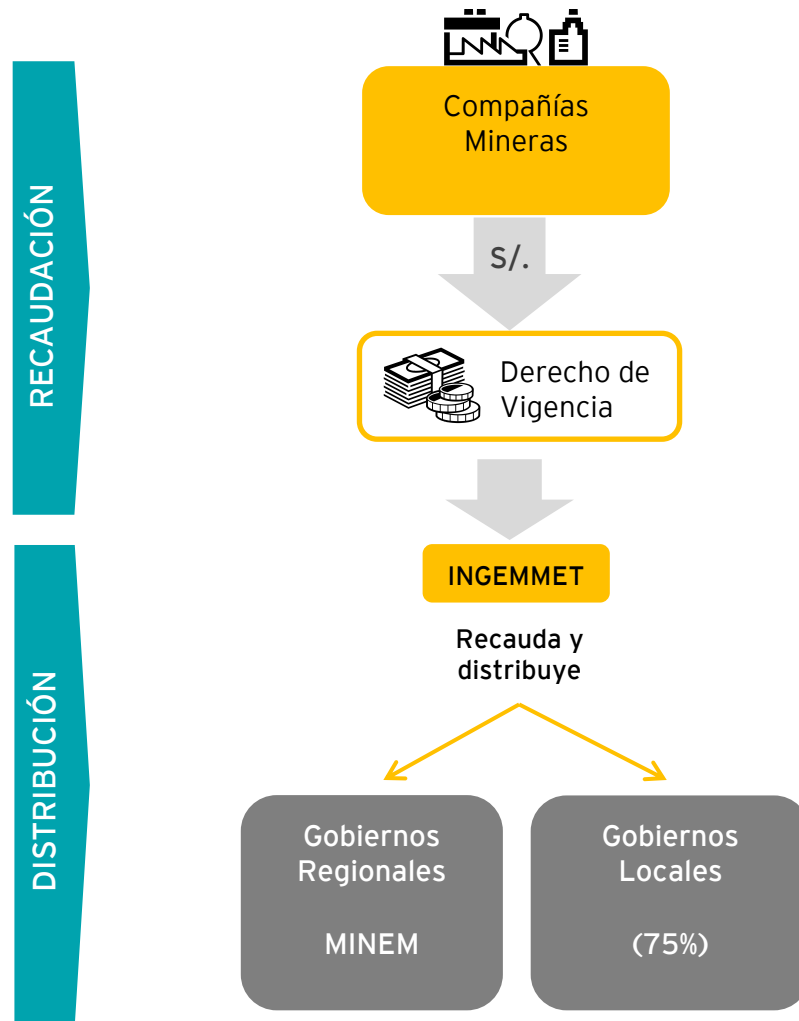 RECAUDACIÓN
Compañías
Mineras
S/.
Derecho de
Vigencia
DISTRIBUCIÓN
INGEMMET
Recauda y
distribuye
Gobiernos
Regionales
MINEM
Gobiernos
Locales
(75%)